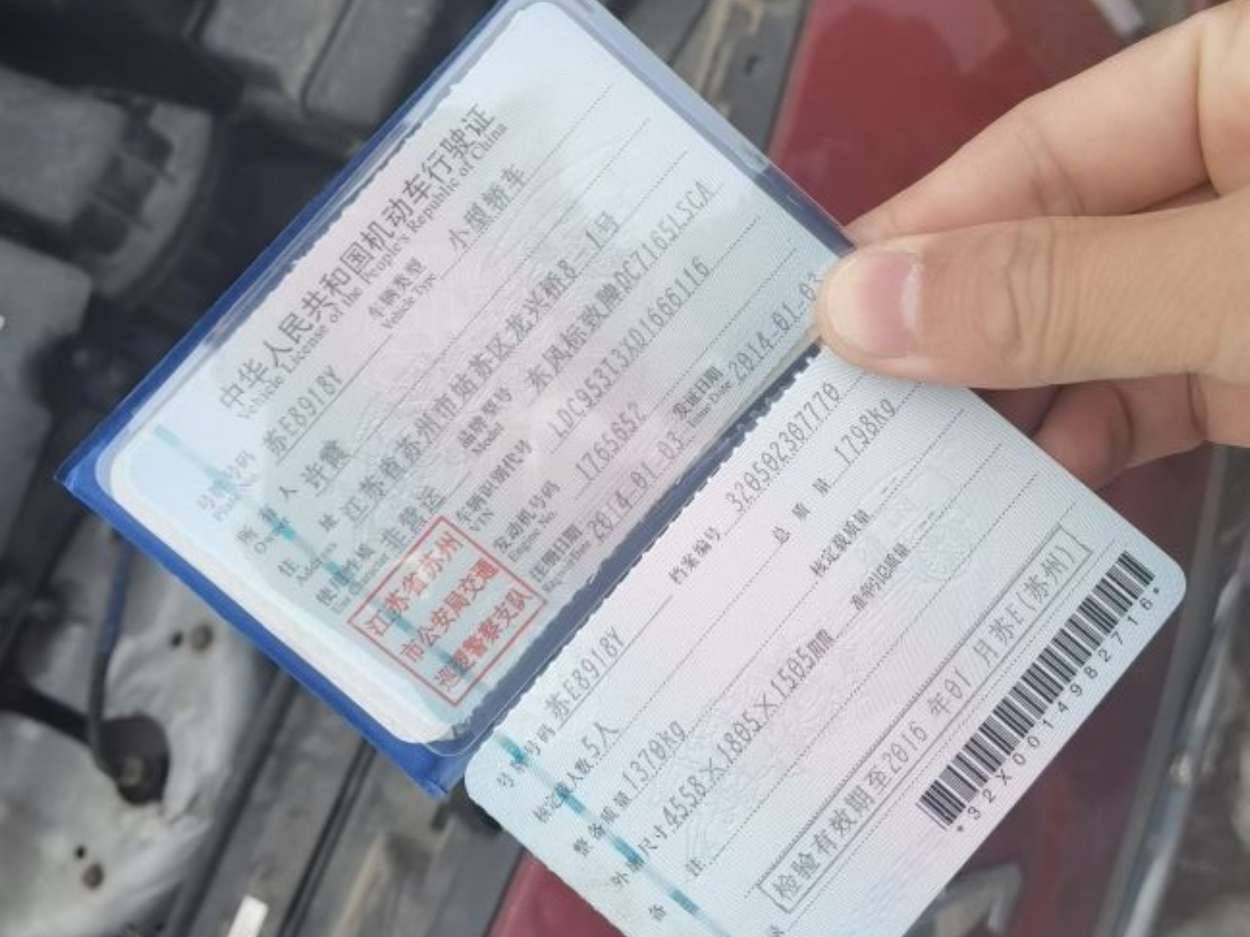 中华人民共和国机动车行驶证
Vehicle License of the People's Republic of China
号牌号码 苏E8918Y 车辆类型 小型轿车
Plate No. Vehicle Type
所有人 许霞
Owner
住址 江苏省苏州市姑苏区龙兴桥8-1号
Address
使用性质 非营运 品牌型号 东风标致牌DC7165LSCA
Use Character Model
江苏省苏州
市公安局交通
巡逻警察支队
车辆识别代号 LDC953T3XD1666116
VIN
发动机号码 1765652
Engine No.
注册日期 2014-01-03 发证日期 2014-01-03
Issue Date
号牌号码 苏E8918Y 档案编号 320502307770
核定载人数 5人 总质量 1798kg
整备质量 1370kg 核定载质量
外廓尺寸 4558×1805×1505 准牵引总质量
备注
检验有效期至2016年01月苏E(苏州)
*32X0014982716*